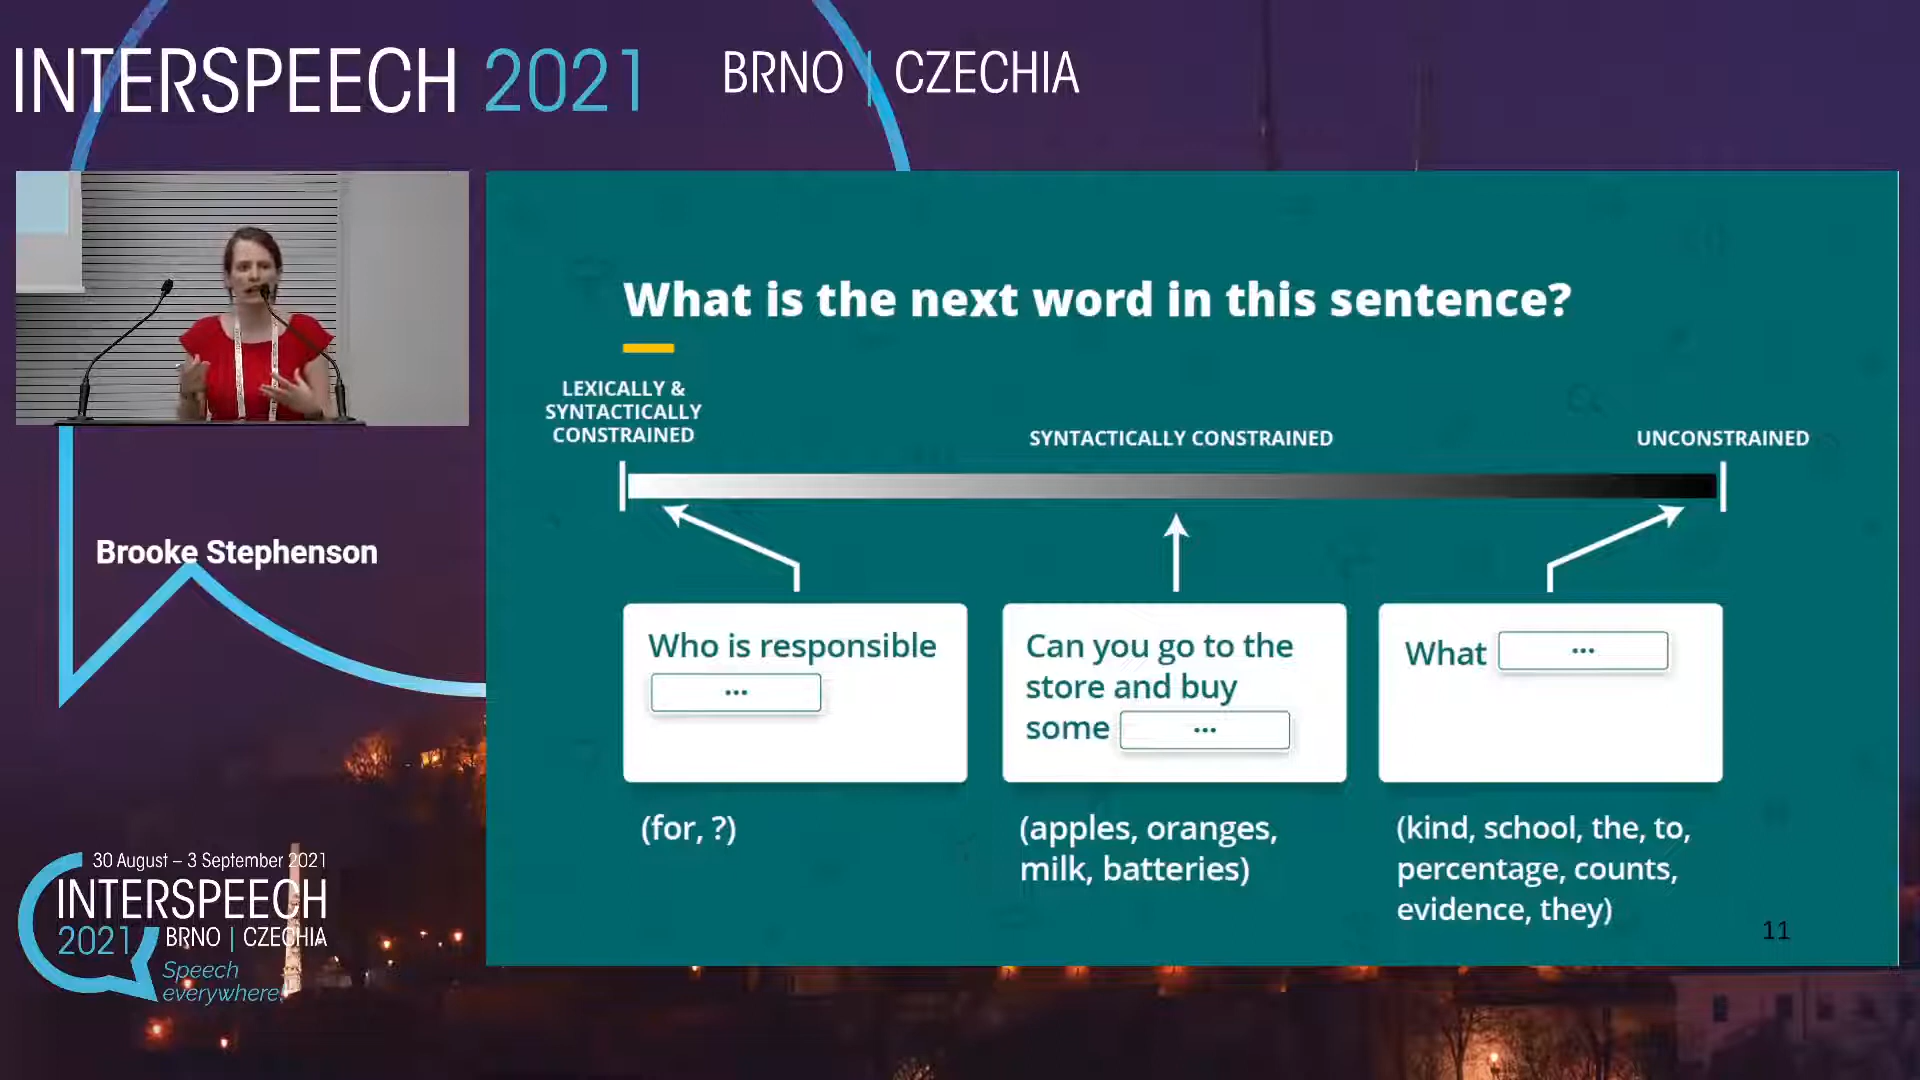 INTERSPEECH 2021 BRNO | CZECHIA
What is the next word in this sentence?
LEXICALLY &
SYNTACTICALLY
CONSTRAINED
SYNTACTICALLY CONSTRAINED
UNCONSTRAINED
Brooke Stephenson
Who is responsible
...
Can you go to the
store and buy
some ...
What ...
(for, ?)
(apples, oranges,
milk, batteries)
(kind, school, the, to,
percentage, counts,
evidence, they)
11
30 August – 3 September 2021
INTERSPEECH
2021 BRNO | CZECHIA
Speech
everywhere!